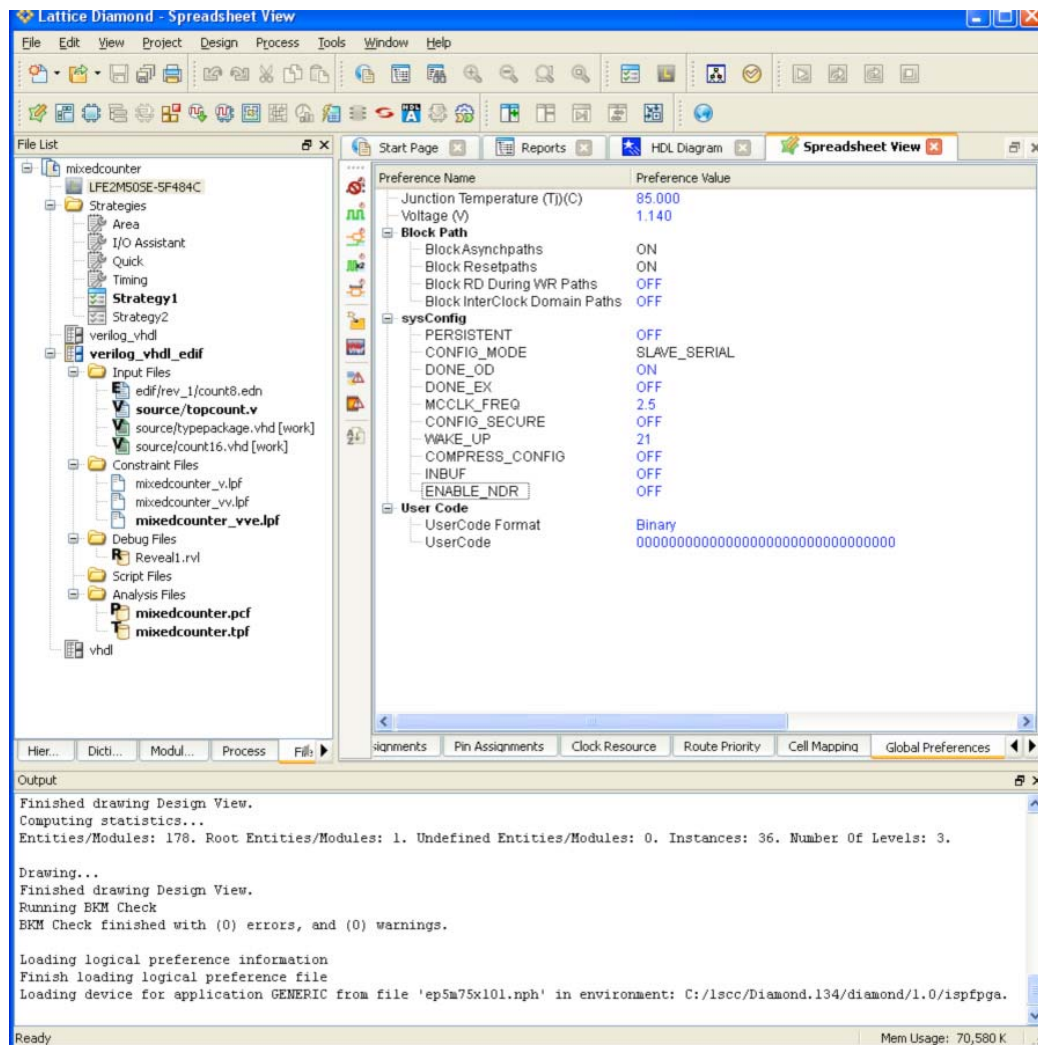 Lattice Diamond - Spreadsheet View
File Edit View Project Design Process Tools Window Help
File List
Start Page Reports HDL Diagram Spreadsheet View
mixedcounter
LFE2M50SE-5F484C
Strategies
Area
I/O Assistant
Quick
Timing
Strategy1
Strategy2
verilog_vhdl
verilog_vhdl_edif
Input Files
edif/rev_1/count8.edn
source/topcount.v
source/typepackage.vhd [work]
source/count16.vhd [work]
Constraint Files
mixedcounter_v.lpf
mixedcounter_vv.lpf
mixedcounter_vve.lpf
Debug Files
Reveal1.rvl
Script Files
Analysis Files
mixedcounter.pcf
mixedcounter.tpf
vhdl
Hier... Dicti... Modul... Process
Preference Name Preference Value
Junction Temperature (Tj)(C) 85.000
Voltage (V) 1.140
Block Path
Block Asynchpaths ON
Block Resetpaths ON
Block RD During WR Paths OFF
Block InterClock Domain Paths OFF
sysConfig
PERSISTENT OFF
CONFIG_MODE SLAVE_SERIAL
DONE_OD ON
DONE_EX OFF
MCCLK_FREQ 2.5
CONFIG_SECURE OFF
WAKE_UP 21
COMPRESS_CONFIG OFF
INBUF OFF
ENABLE_NDR OFF
User Code
UserCode Format Binary
UserCode 00000000000000000000000000000000
signments Pin Assignments Clock Resource Route Priority Cell Mapping Global Preferences
Output
Finished drawing Design View.
Computing statistics...
Entities/Modules: 178. Root Entities/Modules: 1. Undefined Entities/Modules: 0. Instances: 36. Number Of Levels: 3.
Drawing...
Finished drawing Design View.
Running BKM Check
BKM Check finished with (0) errors, and (0) warnings.
Loading logical preference information
Finish loading logical preference file
Loading device for application GENERIC from file 'ep5m75x101.nph' in environment: C:/lscc/Diamond.134/diamond/1.0/ispfpga.
Ready Mem Usage: 70,580 K